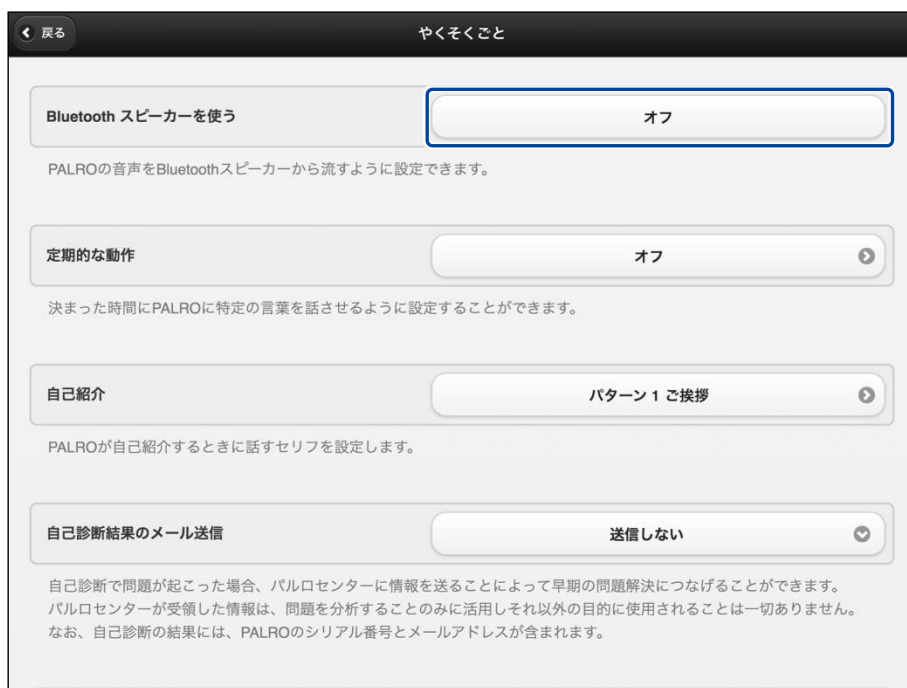 戻る
やくそくごと
Bluetooth スピーカーを使う
オフ
PALROの音声をBluetoothスピーカーから流すように設定できます。
定期的な動作
オフ
決まった時間にPALROに特定の言葉を話させるように設定することができます。
自己紹介
パターン 1 ご挨拶
PALROが自己紹介するときに話すセリフを設定します。
自己診断結果のメール送信
送信しない
自己診断で問題が起こった場合、パルロセンターに情報を送ることによって早期の問題解決につなげることができます。
パルロセンターが受領した情報は、問題を分析することのみに活用しそれ以外の目的に使用されることは一切ありません。
なお、自己診断の結果には、PALROのシリアル番号とメールアドレスが含まれます。